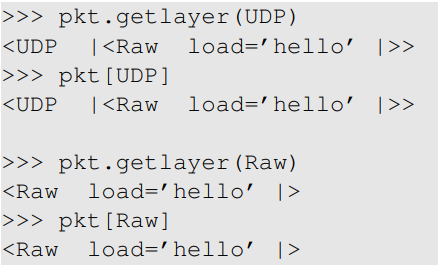 >>> pkt.getlayer(UDP)
<UDP  |<Raw  load=’hello’ |>>
>>> pkt[UDP]
<UDP  |<Raw  load=’hello’ |>>
>>> pkt.getlayer(Raw)
<Raw  load=’hello’ |>
>>> pkt[Raw]
<Raw  load=’hello’ |>